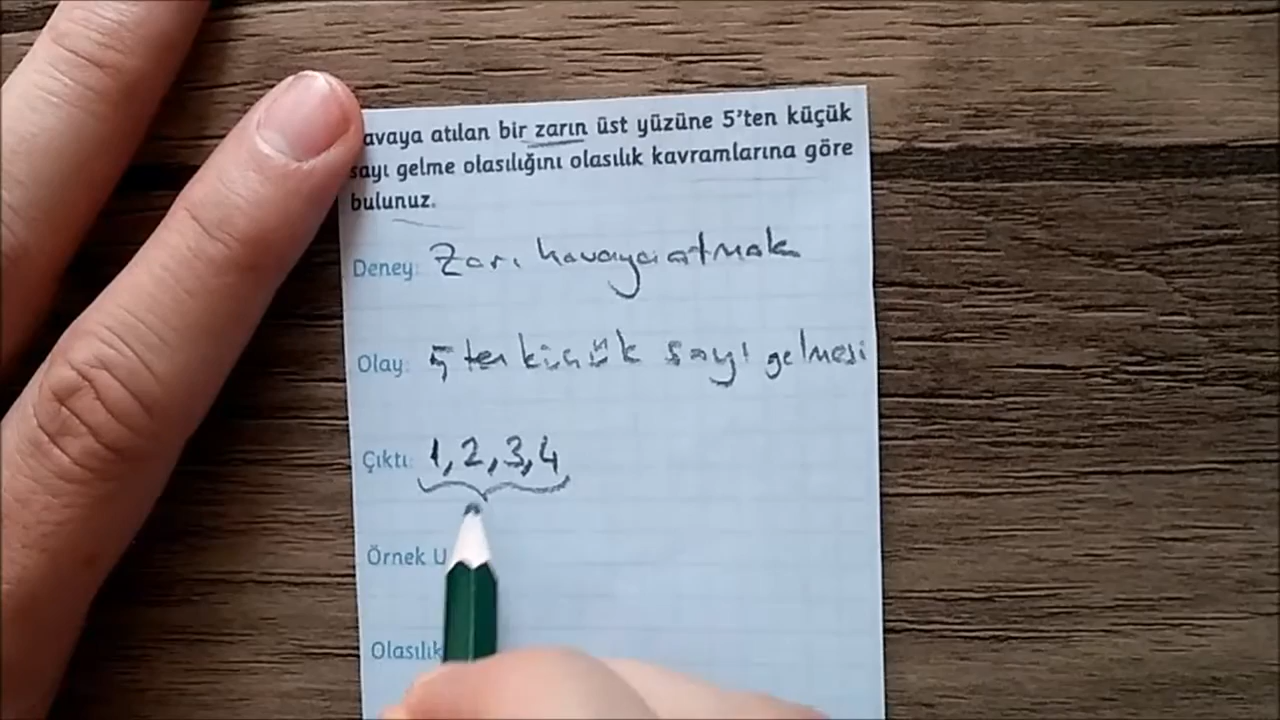 avaya atılan bir zarın üst yüzüne 5'ten küçük
sayı gelme olasılığını olasılık kavramlarına göre
bulunuz.
Deney: Zarı havaya atmak
Olay: 5 ten küçük sayı gelmesi
Çıktı: 1, 2, 3, 4
Örnek U
Olasılık